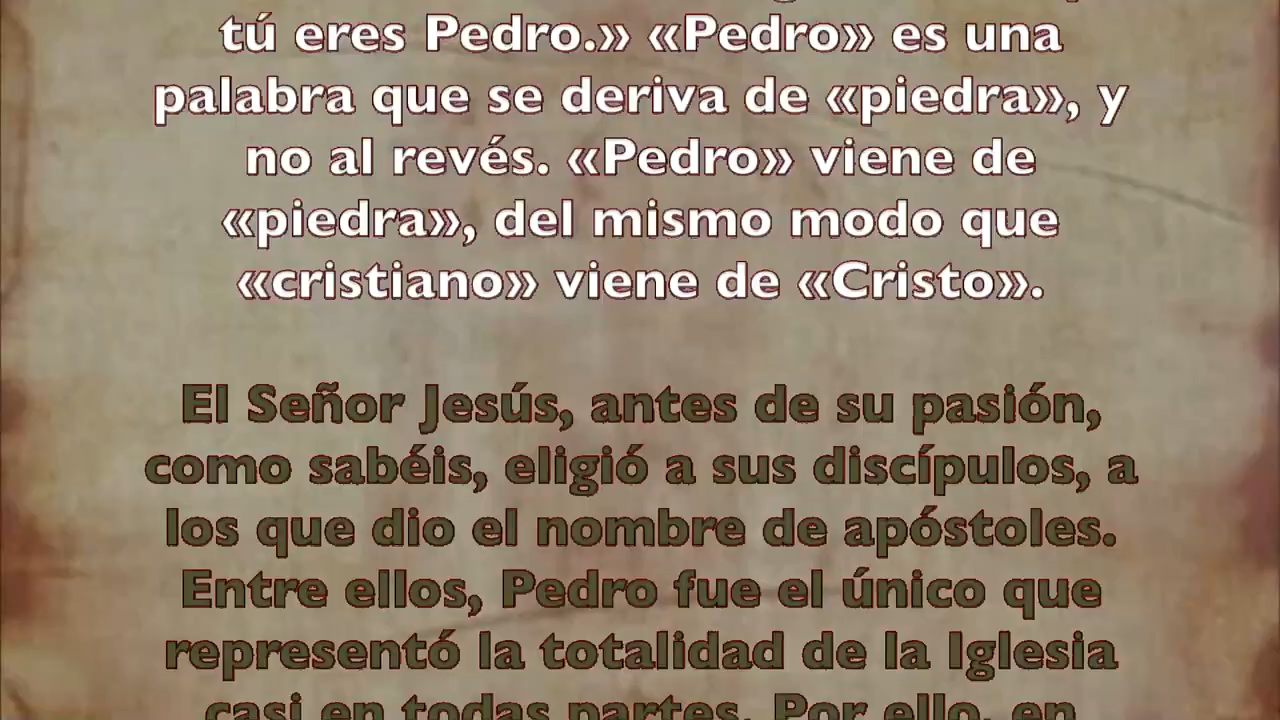 tú eres Pedro.» «Pedro» es una
palabra que se deriva de «piedra», y
no al revés. «Pedro» viene de
«piedra», del mismo modo que
«cristiano» viene de «Cristo».
El Señor Jesús, antes de su pasión,
como sabéis, eligió a sus discípulos, a
los que dio el nombre de apóstoles.
Entre ellos, Pedro fue el único que
representó la totalidad de la Iglesia
casi en todas partes. Por ello, en